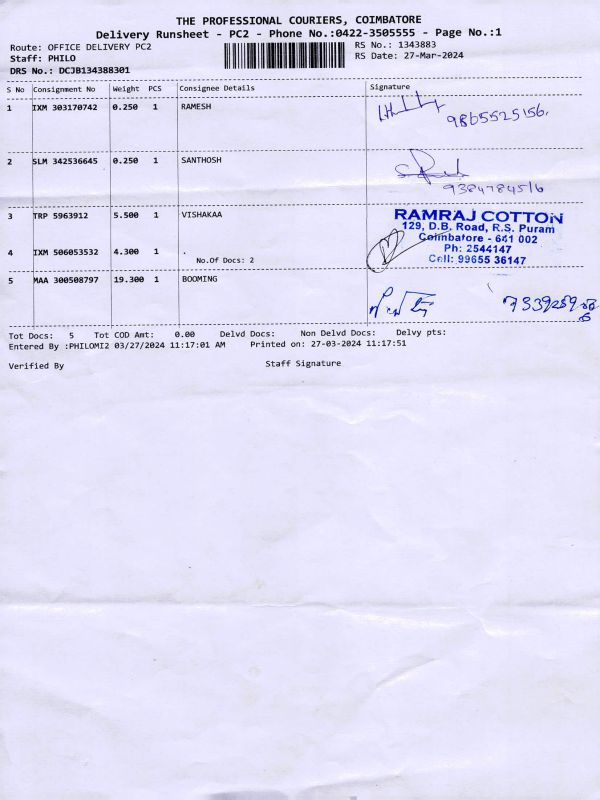 THE PROFESSIONAL COURIERS, COIMBATORE
Delivery Runsheet - PC2 - Phone No.:0422-3505555 - Page No.:1
Route: OFFICE DELIVERY PC2 RS No.: 1343883
Staff: PHILO RS Date: 27-Mar-2024
DRS No.: DCJB134388301
S No Consignment No Weight PCS Consignee Details Signature
1 IXM 303170742 0.250 1 RAMESH
9865525156.
2 SLM 342536645 0.250 1 SANTHOSH
9384784516
3 TRP 5963912 5.500 1 VISHAKAA
RAMRAJ COTTON
129, D.B. Road, R.S. Puram
Coimbatore - 641 002
Ph: 2544147
Cell: 99655 36147
4 IXM 506053532 4.300 1 .
No.Of Docs: 2
5 MAA 300508797 19.300 1 BOOMING
Tot Docs: 5 Tot COD Amt: 0.00 Delvd Docs: Non Delvd Docs: Delvy pts:
Entered By :PHILOMI2 03/27/2024 11:17:01 AM Printed on: 27-03-2024 11:17:51
Verified By Staff Signature